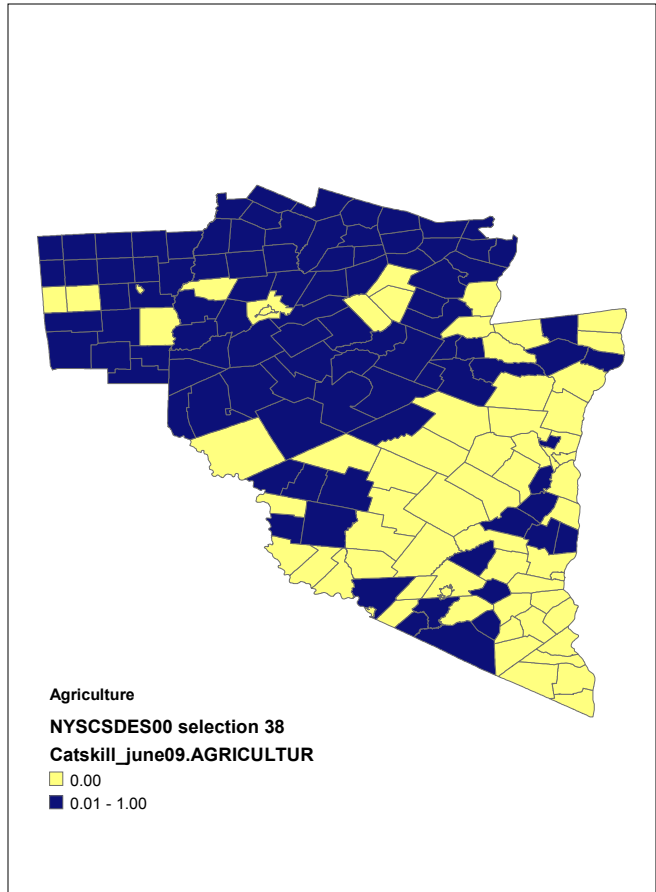 Agriculture
NYSCSDES00 selection 38
Catskill_june09.AGRICULTUR
0.00
0.01 - 1.00